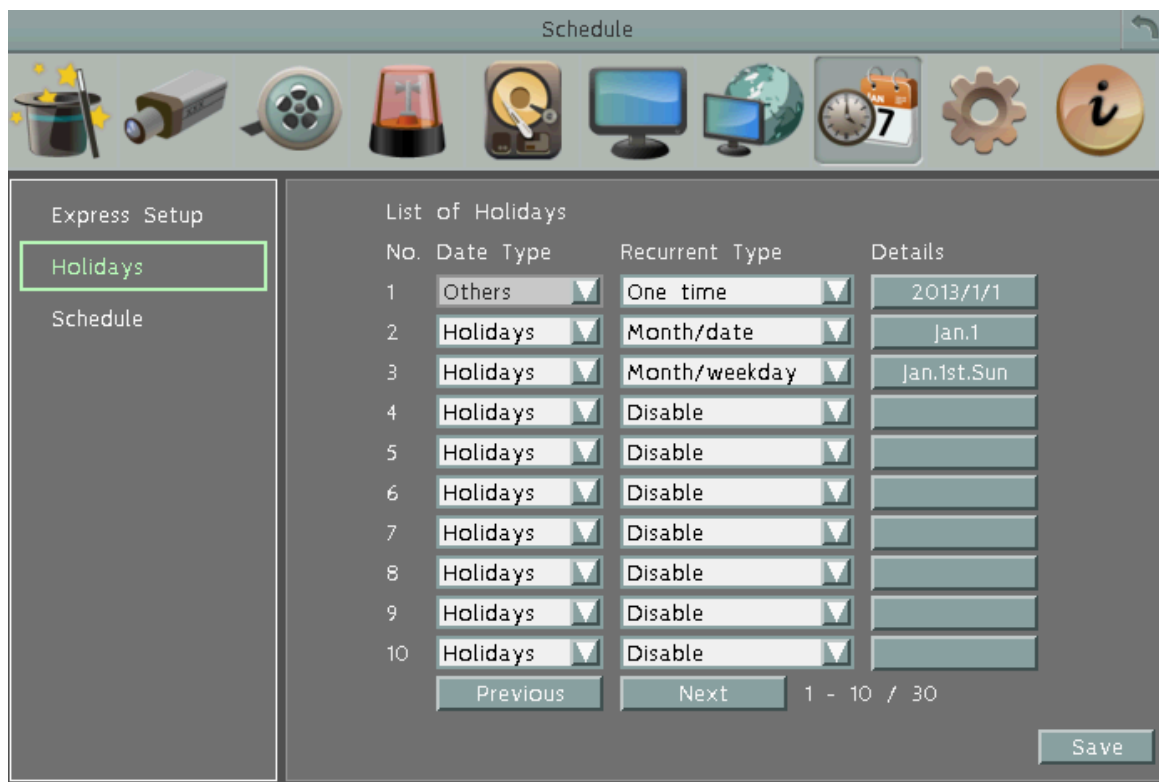 Schedule
JAN
7
i
Express Setup
Holidays
Schedule
List of Holidays
No. Date Type Recurrent Type Details
1 Others One time 2013/1/1
2 Holidays Month/date Jan.1
3 Holidays Month/weekday Jan.1st.Sun
4 Holidays Disable
5 Holidays Disable
6 Holidays Disable
7 Holidays Disable
8 Holidays Disable
9 Holidays Disable
10 Holidays Disable
Previous Next 1 - 10 / 30
Save